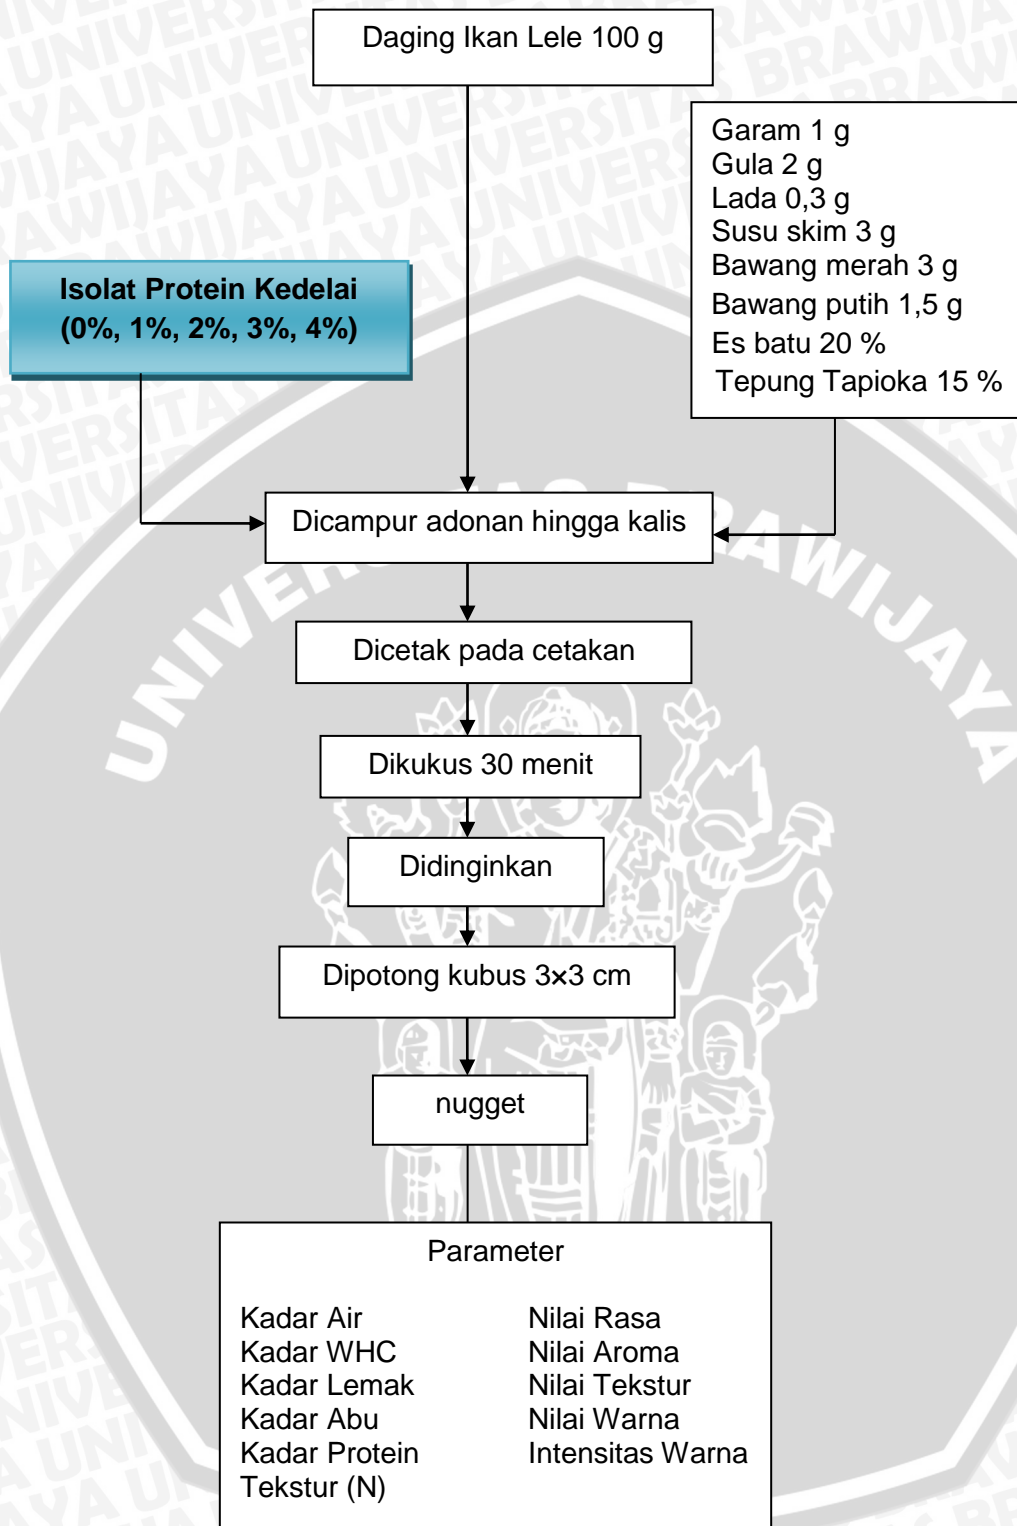 Daging Ikan Lele 100 g
Garam 1 g
Gula 2 g
Lada 0,3 g
Susu skim 3 g
Bawang merah 3 g
Bawang putih 1,5 g
Es batu 20 %
Tepung Tapioka 15 %
Isolat Protein Kedelai
(0%, 1%, 2%, 3%, 4%)
Dicampur adonan hingga kalis
Dicetak pada cetakan
Dikukus 30 menit
Didinginkan
Dipotong kubus 3×3 cm
nugget
Parameter
Kadar Air
Kadar WHC
Kadar Lemak
Kadar Abu
Kadar Protein
Tekstur (N)
Nilai Rasa
Nilai Aroma
Nilai Tekstur
Nilai Warna
Intensitas Warna